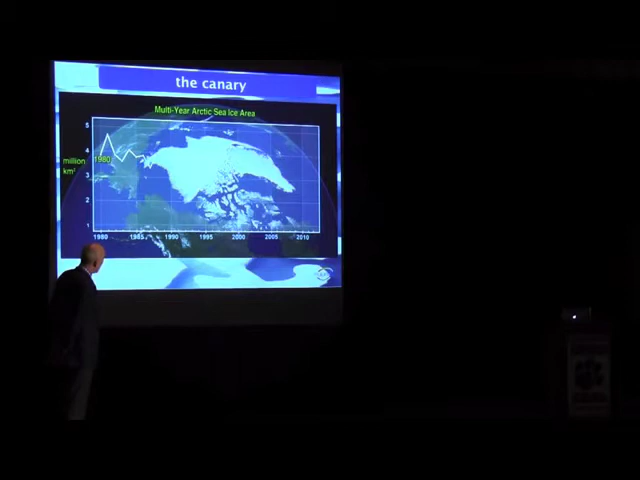 the canary
Multi-Year Arctic Sea Ice Area
5
4
million
km²
1980
3
2
1
1980 1985 1990 1995 2000 2005 2010